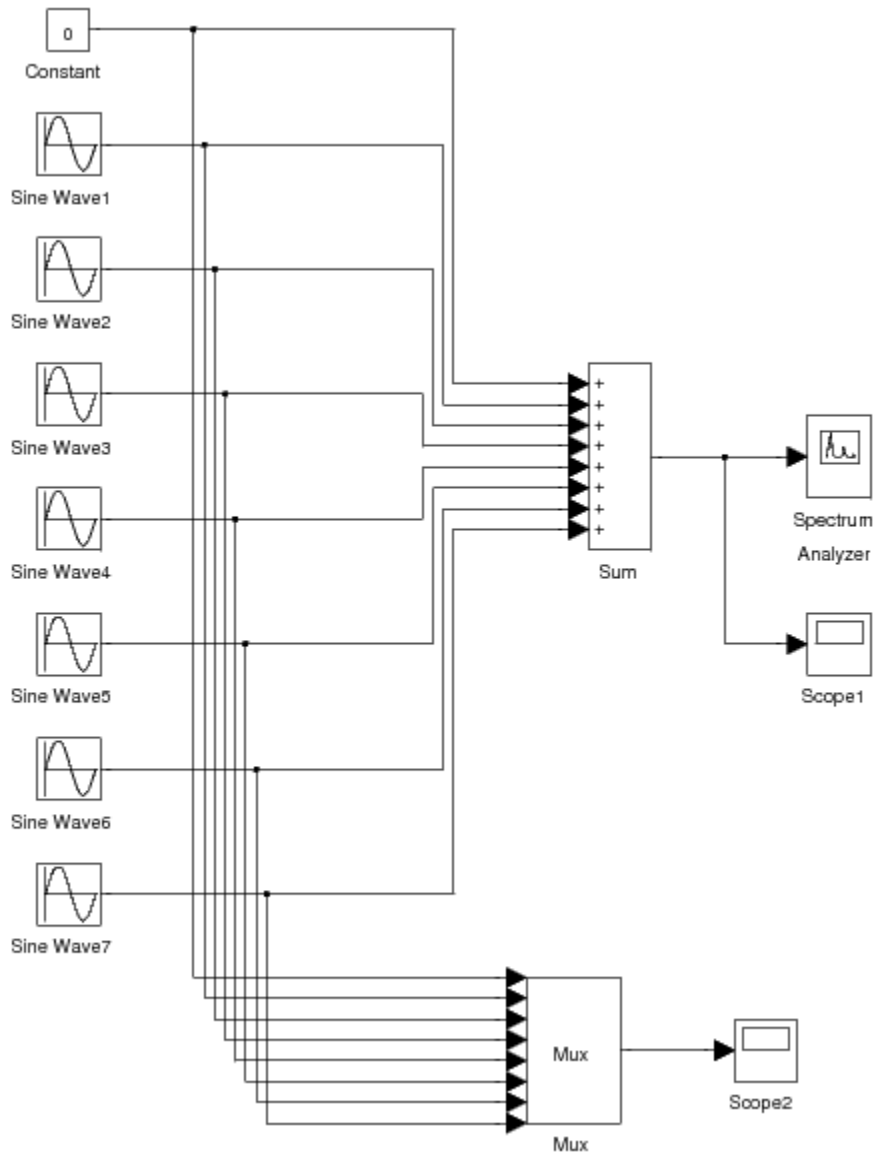 0
Constant
Sine Wave1
Sine Wave2
Sine Wave3
Sine Wave4
Sine Wave5
Sine Wave6
Sine Wave7
+
+
+
+
+
+
+
+
Sum
Spectrum
Analyzer
Scope1
Mux
Mux
Scope2